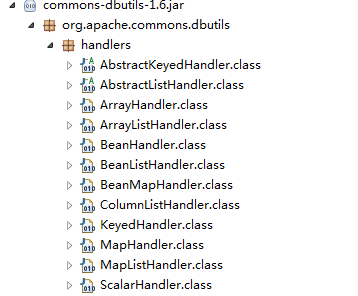 commons-dbutils-1.6.jar
org.apache.commons.dbutils
handlers
AbstractKeyedHandler.class
AbstractListHandler.class
ArrayHandler.class
ArrayListHandler.class
BeanHandler.class
BeanListHandler.class
BeanMapHandler.class
ColumnListHandler.class
KeyedHandler.class
MapHandler.class
MapListHandler.class
ScalarHandler.class